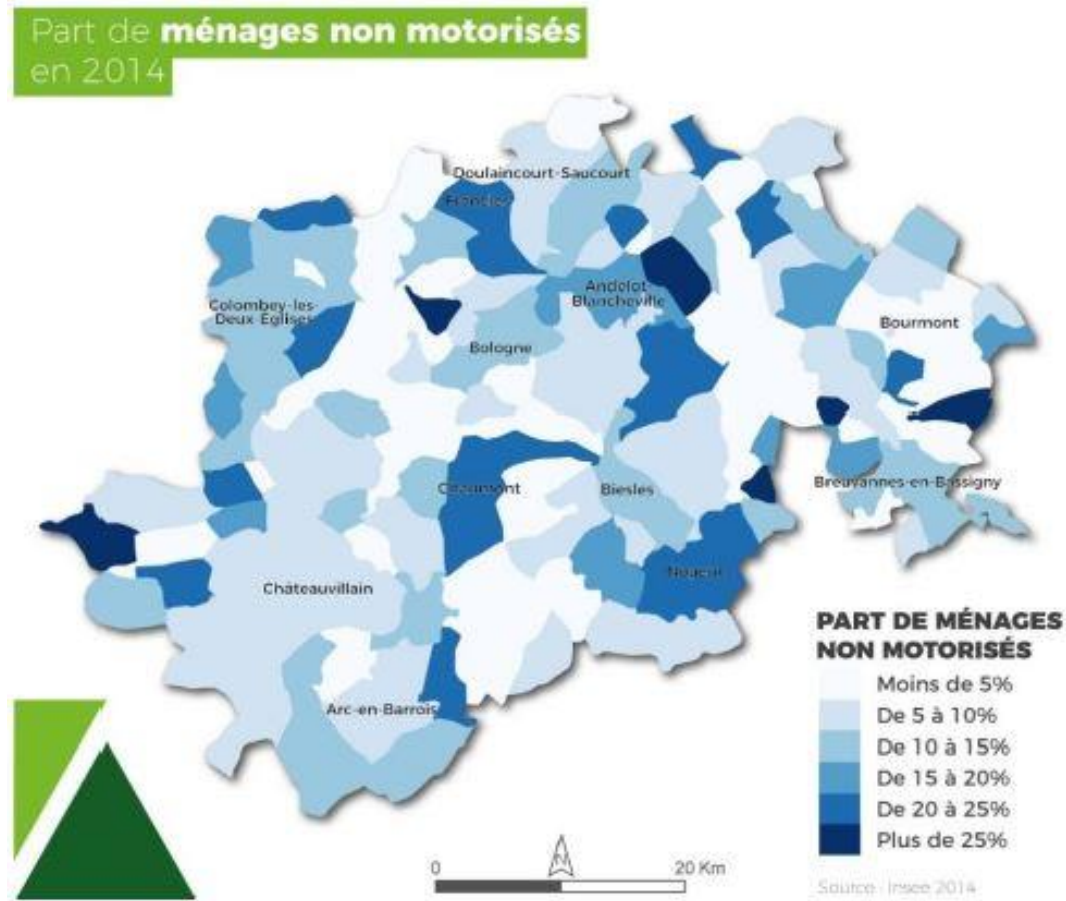 Part de ménages non motorisés
en 2014
Doulaincourt-Saucourt
Froncles
Andelot-
Blancheville
Colombey-les-
Deux Églises
Bourmont
Bologne
Chaumont
Biesles
Breuvannes-en-Bassigny
Nogent
Châteauvillain
Arc-en-Barrois
PART DE MÉNAGES
NON MOTORISÉS
Moins de 5%
De 5 à 10%
De 10 à 15%
De 15 à 20%
De 20 à 25%
Plus de 25%
0
N
20 Km
Source : Insee 2014